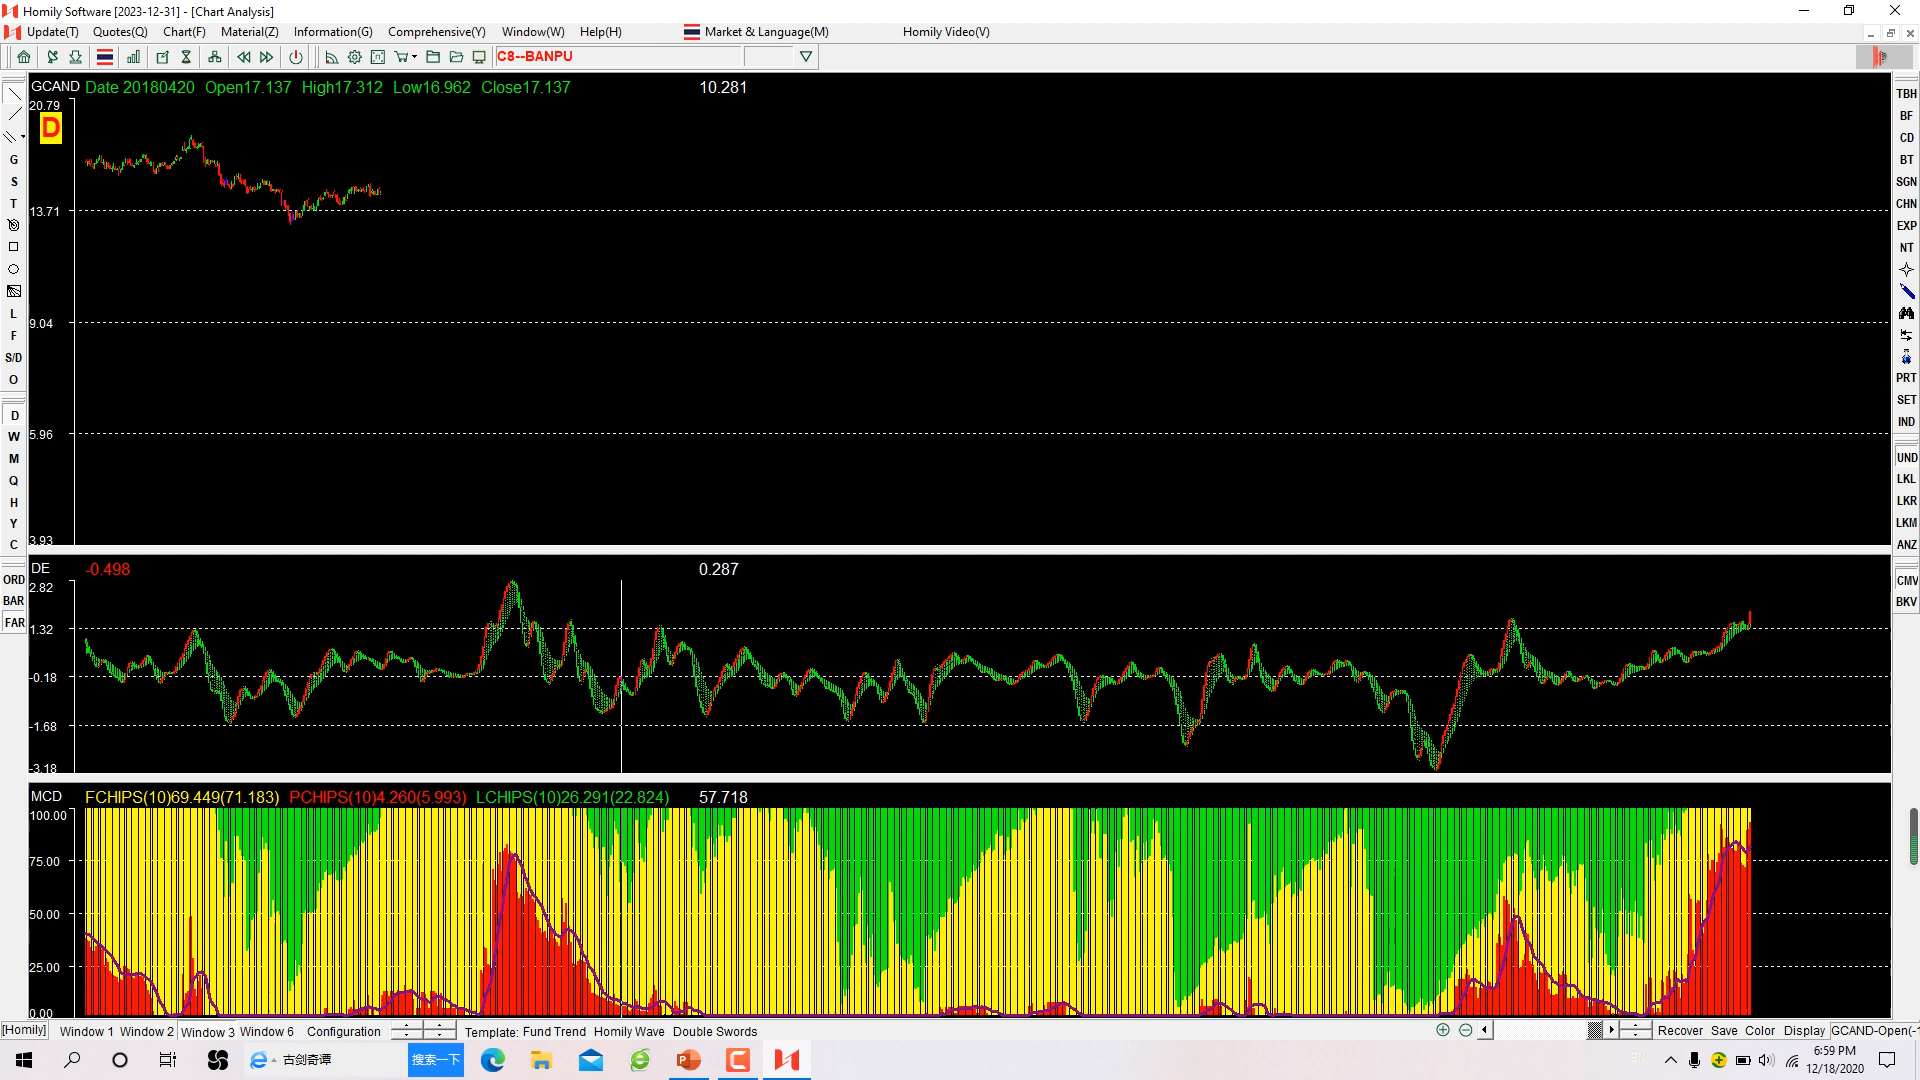 Homily Software [2023-12-31] - [Chart Analysis]
Update(T) Quotes(Q) Chart(F) Material(Z) Information(G) Comprehensive(Y) Window(W) Help(H) Market & Language(M) Homily Video(V)
C8--BANPU
GCAND Date 20180420 Open17.137 High17.312 Low16.962 Close17.137 10.281
20.79
D
13.71
9.04
5.96
3.93
DE -0.498 0.287
2.82
1.32
-0.18
-1.68
-3.18
MCD FCHIPS(10)69.449(71.183) PCHIPS(10)4.260(5.993) LCHIPS(10)26.291(22.824) 57.718
100.00
75.00
50.00
25.00
0.00
G
S
T
L
F
S/D
O
D
W
M
Q
H
Y
C
ORD
BAR
FAR
TBH
BF
CD
BT
SGN
CHN
EXP
NT
PRT
SET
IND
UND
LKL
LKR
LKM
ANZ
CMV
BKV
[Homily] Window 1 Window 2 Window 3 Window 6 Configuration Template: Fund Trend Homily Wave Double Swords Recover Save Color Display GCAND-Open(-1
古剑奇谭 搜索一下
6:59 PM
12/18/2020